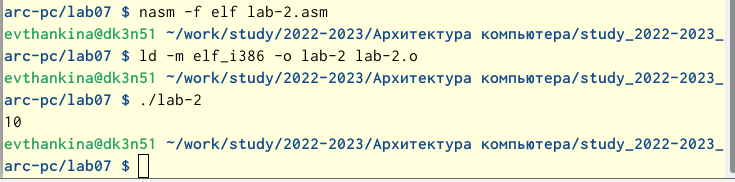 arc-pc/lab07 $ nasm -f elf lab-2.asm
evthankina@dk3n51 ~/work/study/2022-2023/Архитектура компьютера/study_2022-2023_
arc-pc/lab07 $ ld -m elf_i386 -o lab-2 lab-2.o
evthankina@dk3n51 ~/work/study/2022-2023/Архитектура компьютера/study_2022-2023_
arc-pc/lab07 $ ./lab-2
10
evthankina@dk3n51 ~/work/study/2022-2023/Архитектура компьютера/study_2022-2023_
arc-pc/lab07 $